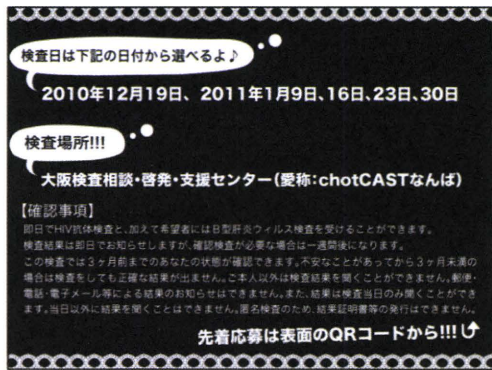 検査日は下記の日付から選べるよ♪
2010年12月19日、2011年1月9日、16日、23日、30日
検査場所!!!
大阪検査相談・啓発・支援センター(愛称:chotCASTなんば)
【確認事項】
即日でHIV抗体検査と、加えて希望者にはB型肝炎ウィルス検査を受けることができます。
検査結果は即日でお知らせしますが、確認検査が必要な場合は一週間後になります。
この検査では3ヶ月前までのあなたの状態が確認できます。不安なことがあってから3ヶ月未満の
場合は検査をしても正確な結果が出ません。ご本人以外は検査結果を聞くことができません。郵便・
電話・電子メール等による結果のお知らせはできません。また、結果は検査当日のみ聞くことができ
ます。当日以外に結果を聞くことはできません。匿名検査のため、結果証明書等の発行はできません。
先着応募は表面のQRコードから!!!